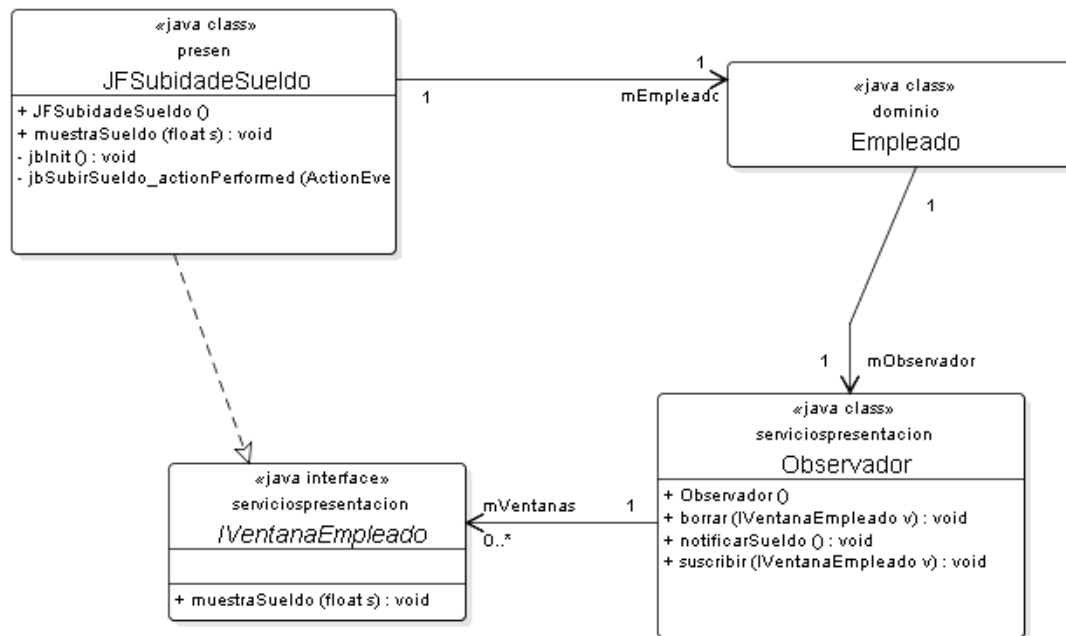 «java class»
presen
JFSubidadeSueldo
+ JFSubidadeSueldo ()
+ muestraSueldo (float s) : void
- jbInit () : void
- jbSubirSueldo_actionPerformed (ActionEve
1
1
mEmpleado
«java class»
dominio
Empleado
1
1
mObservador
«java class»
serviciospresentacion
Observador
+ Observador ()
+ borrar (IVentanaEmpleado v) : void
+ notificarSueldo () : void
+ suscribir (IVentanaEmpleado v) : void
mVentanas
1
0..*
«java interface»
serviciospresentacion
IVentanaEmpleado
+ muestraSueldo (float s) : void